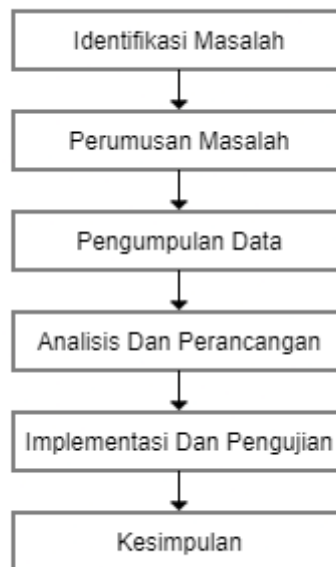 Identifikasi Masalah
Perumusan Masalah
Pengumpulan Data
Analisis Dan Perancangan
Implementasi Dan Pengujian
Kesimpulan